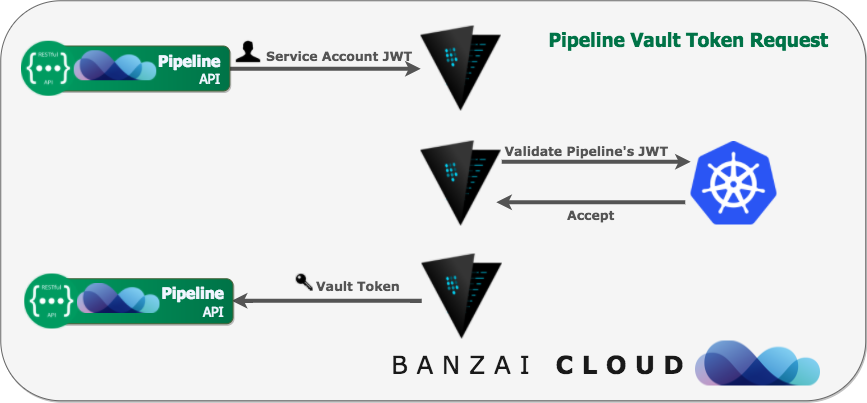 Pipeline Vault Token Request
RESTful
{•••}
API
Pipeline
API
Service Account JWT
Validate Pipeline's JWT
Accept
RESTful
{•••}
API
Pipeline
API
Vault Token
BANZAI CLOUD